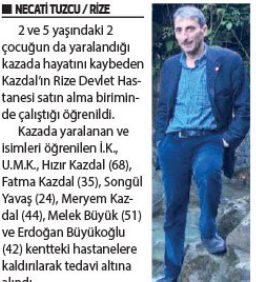 ■ NECATİ TUZCU / RİZE
2 ve 5 yaşındaki 2
çocuğun da yaralandığı
kazada hayatını kaybeden
Kazdal'ın Rize Devlet Has-
tanesi satın alma birimin-
de çalıştığı öğrenildi.
Kazada yaralanan ve
isimleri öğrenilen İ.K.,
U.M.K., Hızır Kazdal (68),
Fatma Kazdal (35), Songül
Yavaş (24), Meryem Kaz-
dal (44), Melek Büyük (51)
ve Erdoğan Büyükoğlu
(42) kentteki hastanelere
kaldırılarak tedavi altına
alındı.